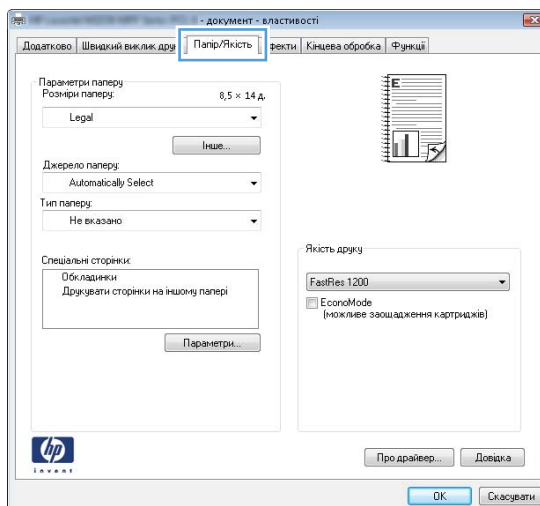 - документ - властивості
Додатково Швидкий виклик дру Папір/Якість фекти Кінцева обробка Функції
Параметри паперу
Розміри паперу: 8,5 × 14 д.
Legal
Інше...
Джерело паперу:
Automatically Select
Тип паперу:
Не вказано
Спеціальні сторінки:
Обкладинки
Друкувати сторінки на іншому папері
Параметри...
E
Якість друку
FastRes 1200
EconoMode
(можливе заощадження картриджів)
hp
invent
Про драйвер... Довідка
OK Скасувати